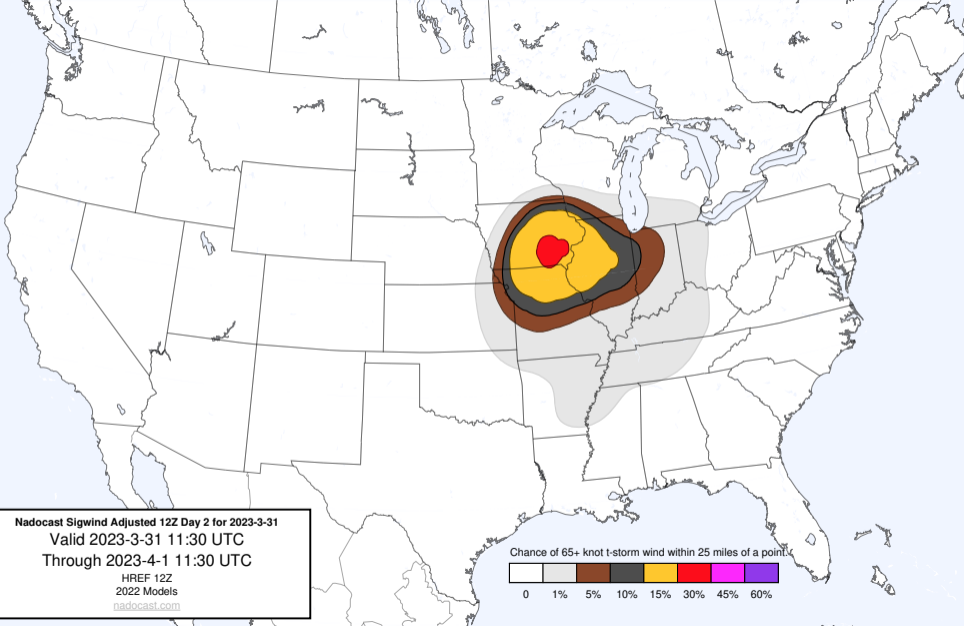 Nadocast Sigwind Adjusted 12Z Day 2 for 2023-3-31
Valid 2023-3-31 11:30 UTC
Through 2023-4-1 11:30 UTC
HREF 12Z
2022 Models
nadocast.com
Chance of 65+ knot t-storm wind within 25 miles of a point.
0 1% 5% 10% 15% 30% 45% 60%